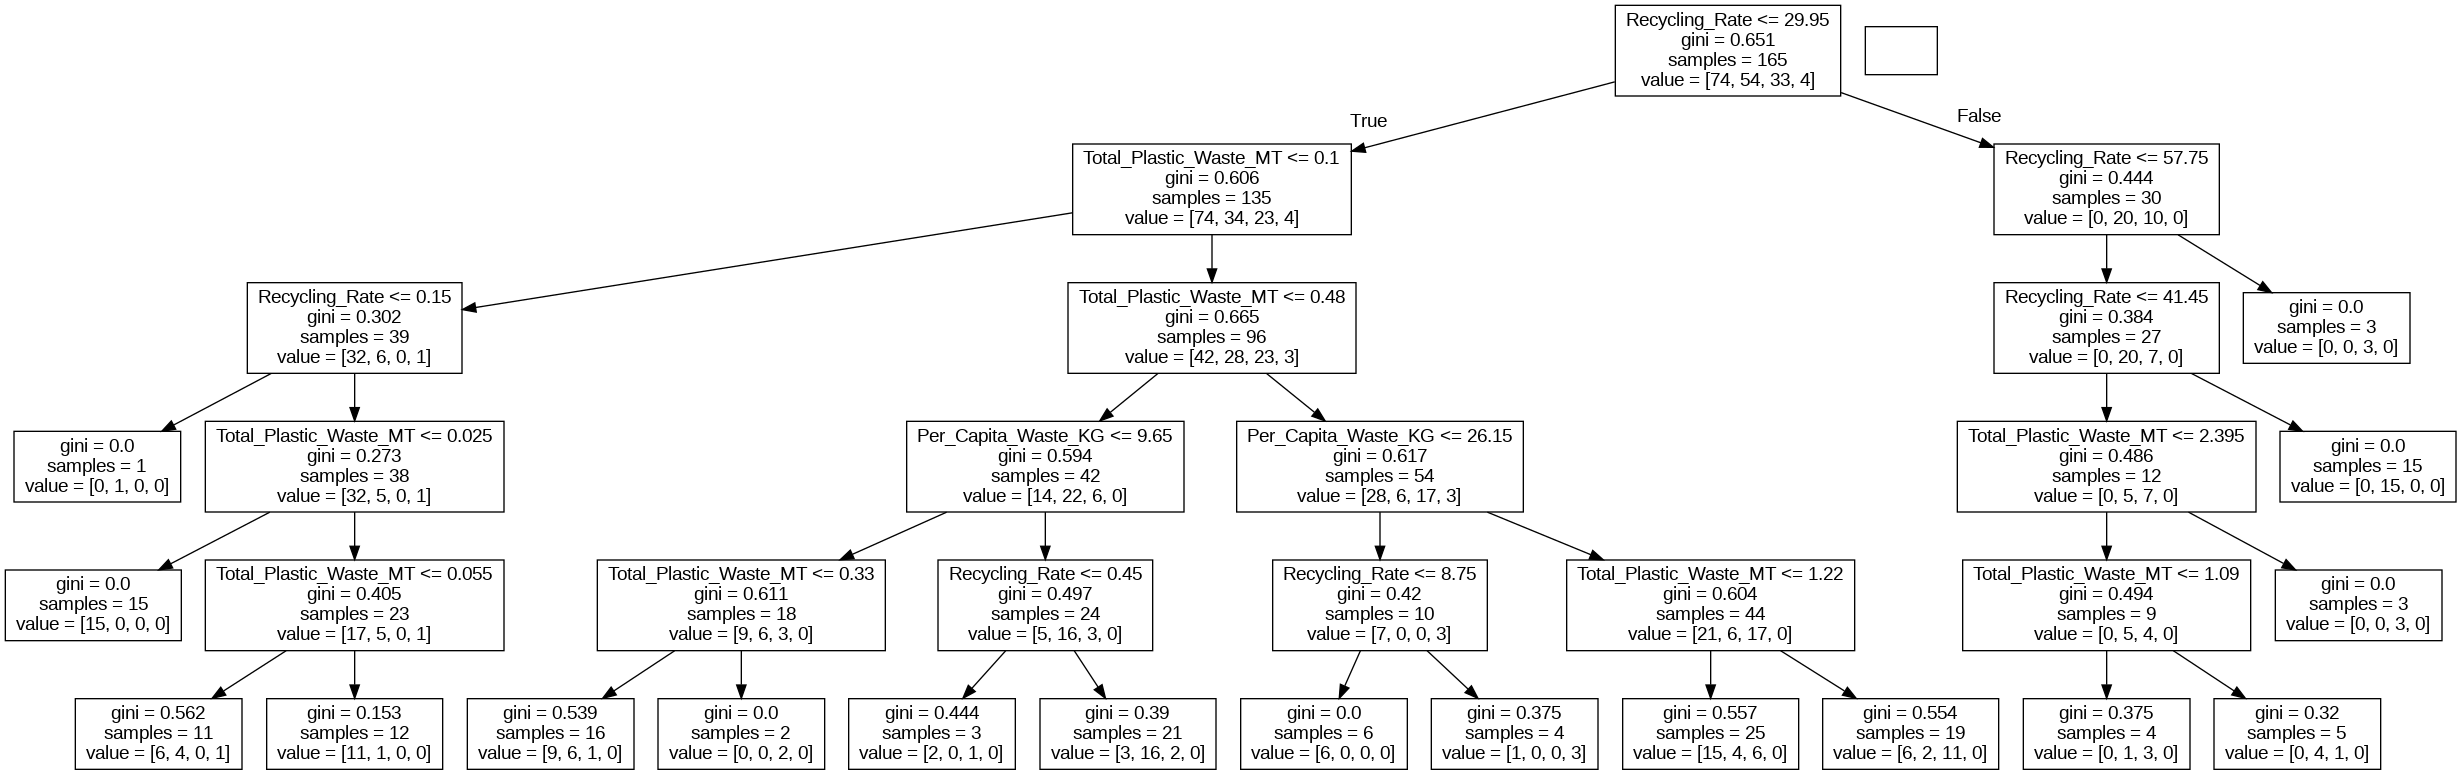 Recycling_Rate <= 29.95
gini = 0.651
samples = 165
value = [74, 54, 33, 4]
True
False
Total_Plastic_Waste_MT <= 0.1
gini = 0.606
samples = 135
value = [74, 34, 23, 4]
Recycling_Rate <= 57.75
gini = 0.444
samples = 30
value = [0, 20, 10, 0]
Recycling_Rate <= 0.15
gini = 0.302
samples = 39
value = [32, 6, 0, 1]
Total_Plastic_Waste_MT <= 0.48
gini = 0.665
samples = 96
value = [42, 28, 23, 3]
Recycling_Rate <= 41.45
gini = 0.384
samples = 27
value = [0, 20, 7, 0]
gini = 0.0
samples = 3
value = [0, 0, 3, 0]
gini = 0.0
samples = 1
value = [0, 1, 0, 0]
Total_Plastic_Waste_MT <= 0.025
gini = 0.273
samples = 38
value = [32, 5, 0, 1]
Per_Capita_Waste_KG <= 9.65
gini = 0.594
samples = 42
value = [14, 22, 6, 0]
Per_Capita_Waste_KG <= 26.15
gini = 0.617
samples = 54
value = [28, 6, 17, 3]
Total_Plastic_Waste_MT <= 2.395
gini = 0.486
samples = 12
value = [0, 5, 7, 0]
gini = 0.0
samples = 15
value = [0, 15, 0, 0]
gini = 0.0
samples = 15
value = [15, 0, 0, 0]
Total_Plastic_Waste_MT <= 0.055
gini = 0.405
samples = 23
value = [17, 5, 0, 1]
Total_Plastic_Waste_MT <= 0.33
gini = 0.611
samples = 18
value = [9, 6, 3, 0]
Recycling_Rate <= 0.45
gini = 0.497
samples = 24
value = [5, 16, 3, 0]
Recycling_Rate <= 8.75
gini = 0.42
samples = 10
value = [7, 0, 0, 3]
Total_Plastic_Waste_MT <= 1.22
gini = 0.604
samples = 44
value = [21, 6, 17, 0]
Total_Plastic_Waste_MT <= 1.09
gini = 0.494
samples = 9
value = [0, 5, 4, 0]
gini = 0.0
samples = 3
value = [0, 0, 3, 0]
gini = 0.562
samples = 11
value = [6, 4, 0, 1]
gini = 0.153
samples = 12
value = [11, 1, 0, 0]
gini = 0.539
samples = 16
value = [9, 6, 1, 0]
gini = 0.0
samples = 2
value = [0, 0, 2, 0]
gini = 0.444
samples = 3
value = [2, 0, 1, 0]
gini = 0.39
samples = 21
value = [3, 16, 2, 0]
gini = 0.0
samples = 6
value = [6, 0, 0, 0]
gini = 0.375
samples = 4
value = [1, 0, 0, 3]
gini = 0.557
samples = 25
value = [15, 4, 6, 0]
gini = 0.554
samples = 19
value = [6, 2, 11, 0]
gini = 0.375
samples = 4
value = [0, 1, 3, 0]
gini = 0.32
samples = 5
value = [0, 4, 1, 0]